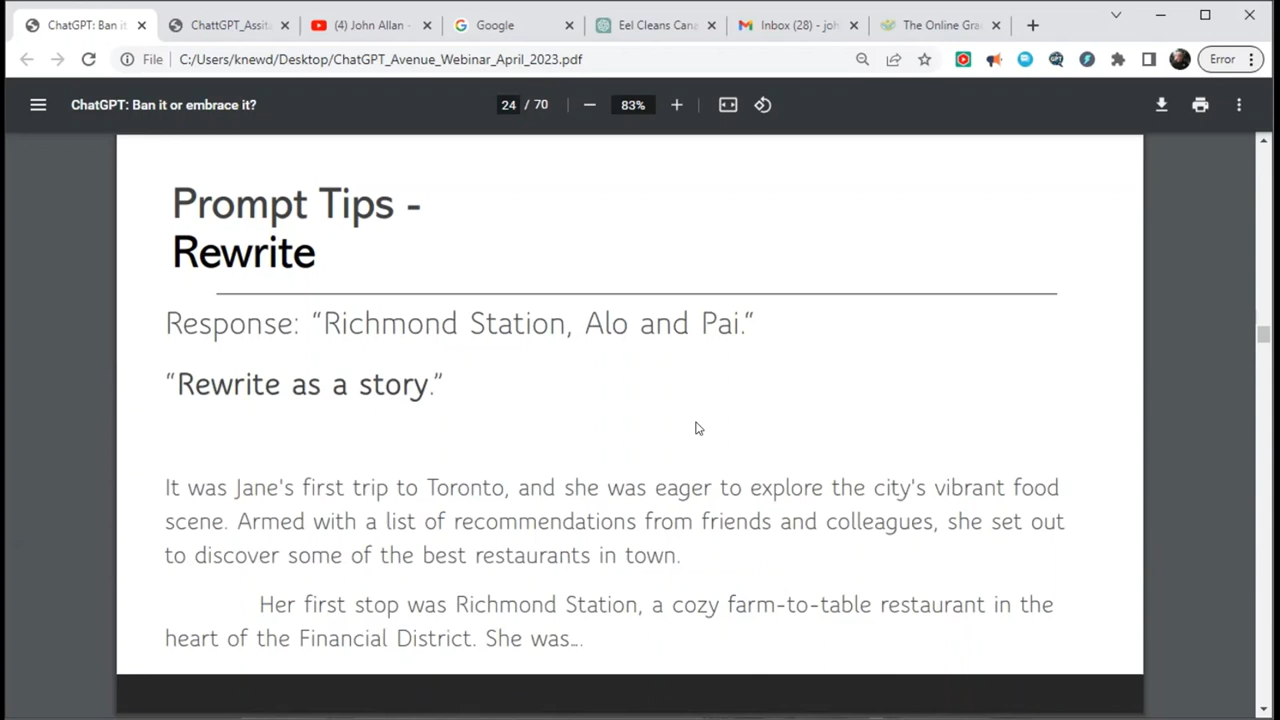 ChatGPT: Ban it
ChattGPT_Assita
(4) John Allan -
Google
Eel Cleans Cana
Inbox (28) - joh
The Online Gra
File
C:/Users/knewd/Desktop/ChatGPT_Avenue_Webinar_April_2023.pdf
Error
ChatGPT: Ban it or embrace it?
24 / 70
83%
Prompt Tips -
Rewrite
Response: “Richmond Station, Alo and Pai.“
“Rewrite as a story.”
It was Jane's first trip to Toronto, and she was eager to explore the city's vibrant food
scene. Armed with a list of recommendations from friends and colleagues, she set out
to discover some of the best restaurants in town.
Her first stop was Richmond Station, a cozy farm-to-table restaurant in the
heart of the Financial District. She was...